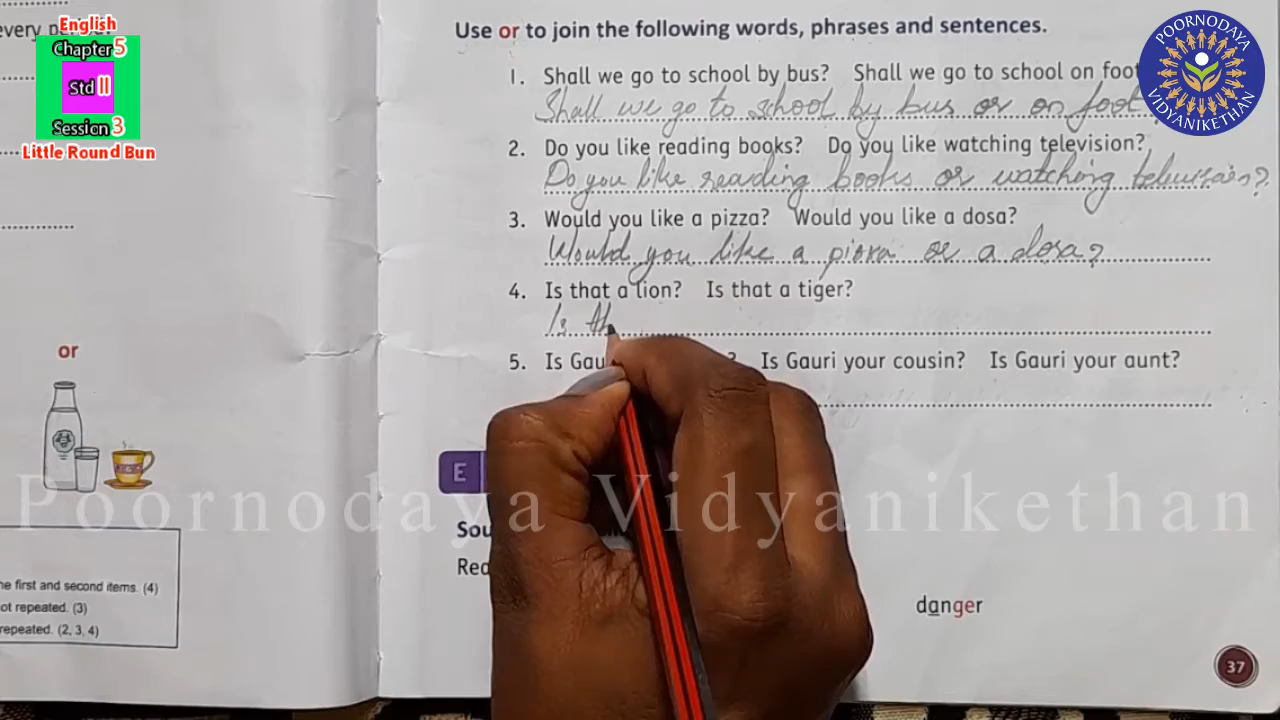 English
Chapter 5
Std II
Session 3
Little Round Bun
POORNODAYA VIDYANIKETHAN
every
or
first and second items. (4)
ot repeated. (3)
repeated. (2, 3, 4)
Use or to join the following words, phrases and sentences.
1. Shall we go to school by bus? Shall we go to school on foot
Shall we go to school by bus or on foot
2. Do you like reading books? Do you like watching television?
Do you like reading books or watching television?
3. Would you like a pizza? Would you like a dosa?
Would you like a pizza or a dosa?
4. Is that a lion? Is that a tiger?
Is th
5. Is Gau ? Is Gauri your cousin? Is Gauri your aunt?
E
Sou
Rea
danger
37
Poornodaya Vidyanikethan